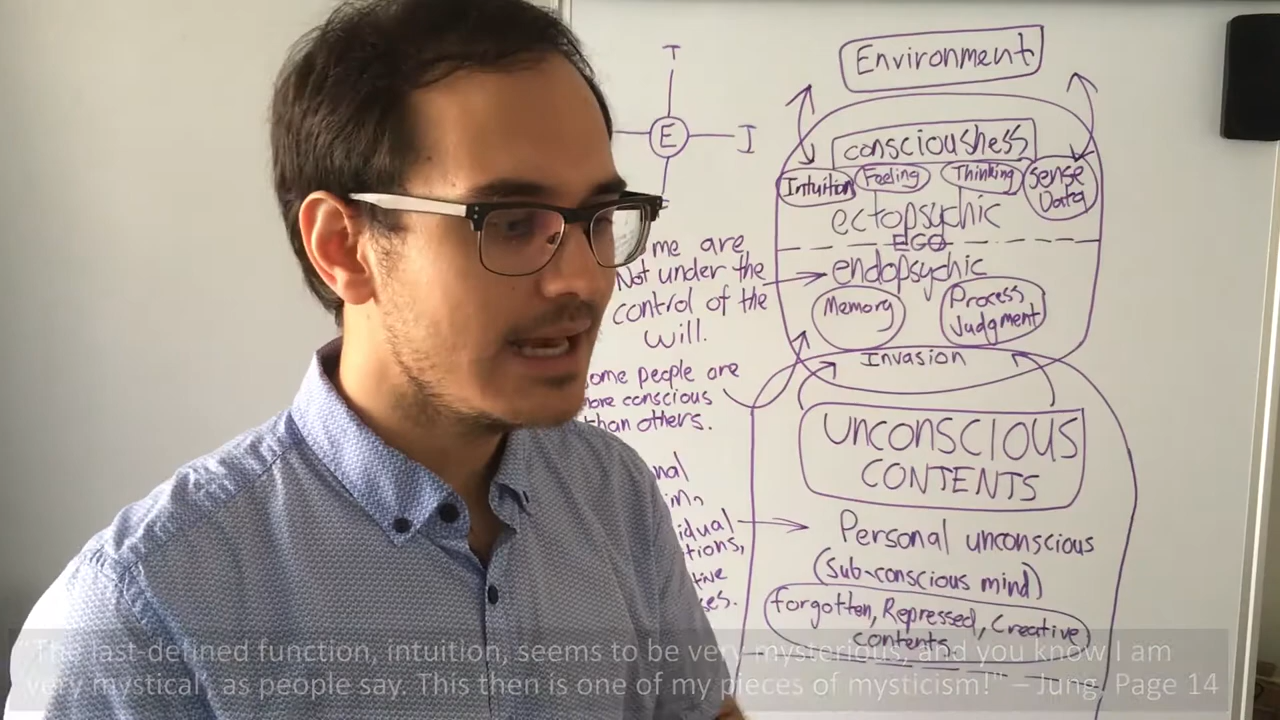 T
E
I
Environment
consciousness
Intuition Feeling Thinking Sense
Data
ectopsychic
EGO
endopsychic
Memory Process
Judgment
Invasion
me are
Not under the
control of the
will.
ome people are
more conscious
than others.
UNCONSCIOUS
CONTENTS
Personal unconscious
(sub-conscious mind)
forgotten, Repressed, Creative
contents
"The last-defined function, intuition, seems to be very mysterious, and you know I am
very mystical, as people say. This then is one of my pieces of mysticism!" – Jung, Page 14